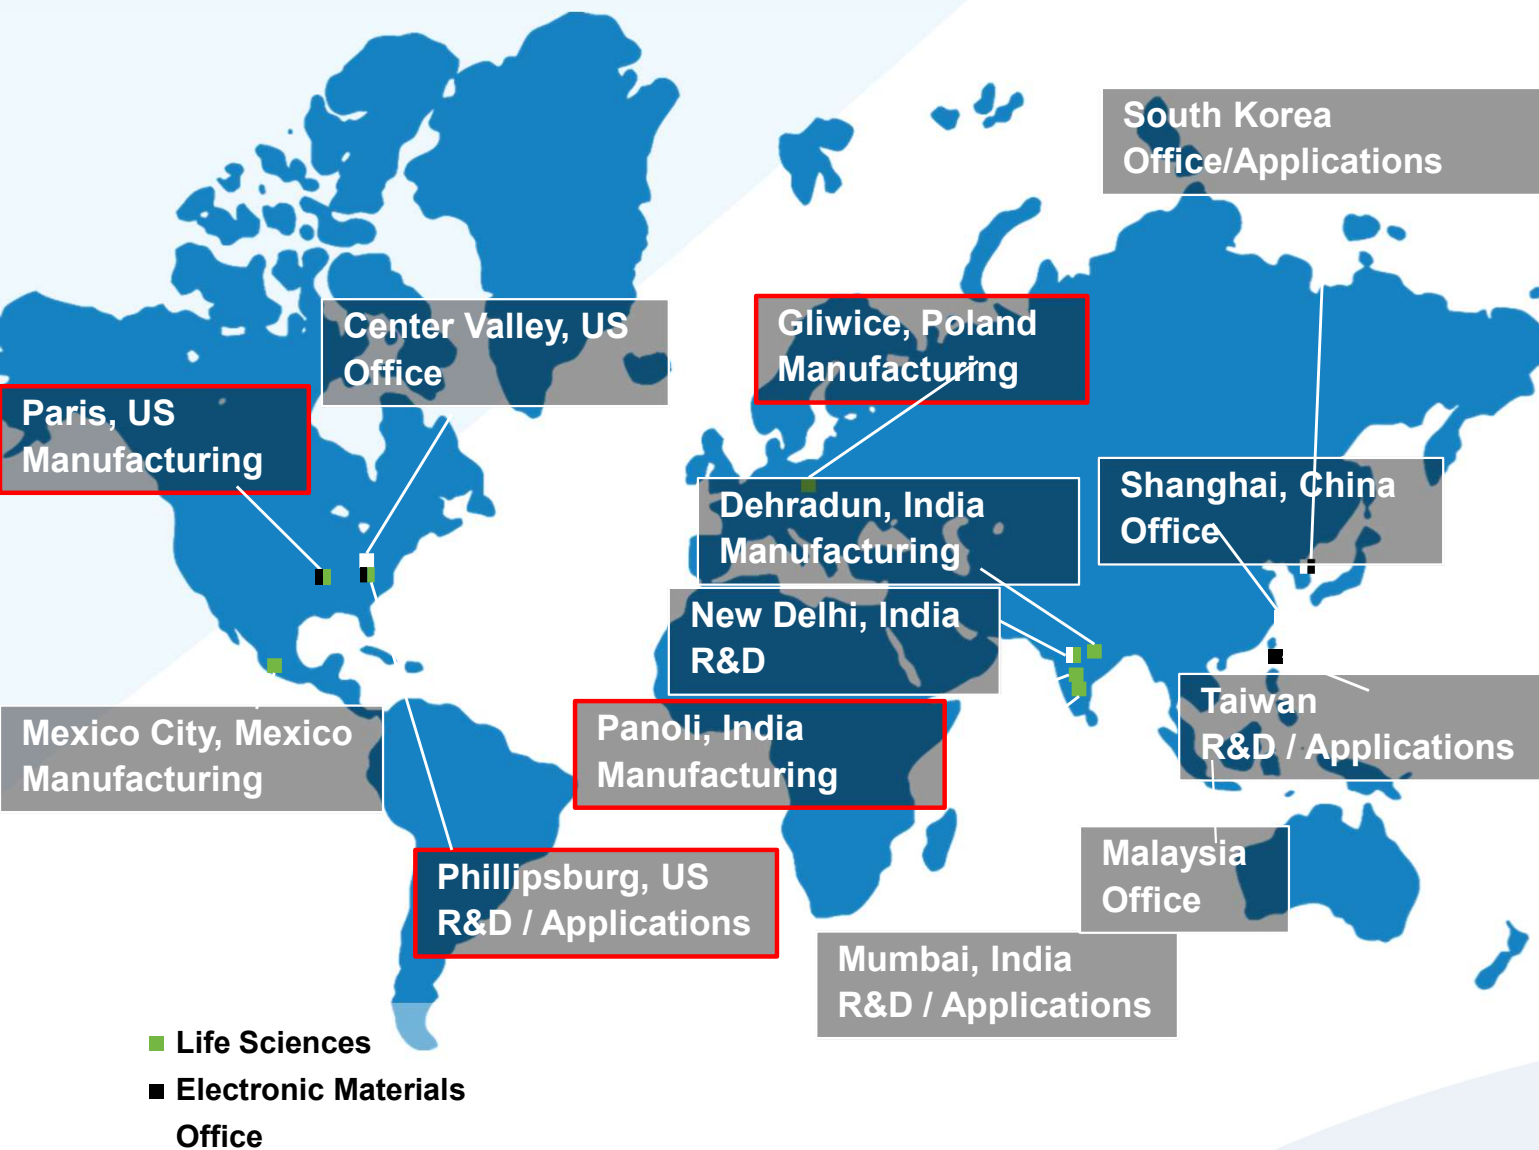 South Korea
Office/Applications
Center Valley, US
Office
Gliwice, Poland
Manufacturing
Paris, US
Manufacturing
Shanghai, China
Office
Dehradun, India
Manufacturing
New Delhi, India
R&D
Taiwan
R&D / Applications
Panoli, India
Manufacturing
Mexico City, Mexico
Manufacturing
Malaysia
Office
Phillipsburg, US
R&D / Applications
Mumbai, India
R&D / Applications
Life Sciences
Electronic Materials
Office